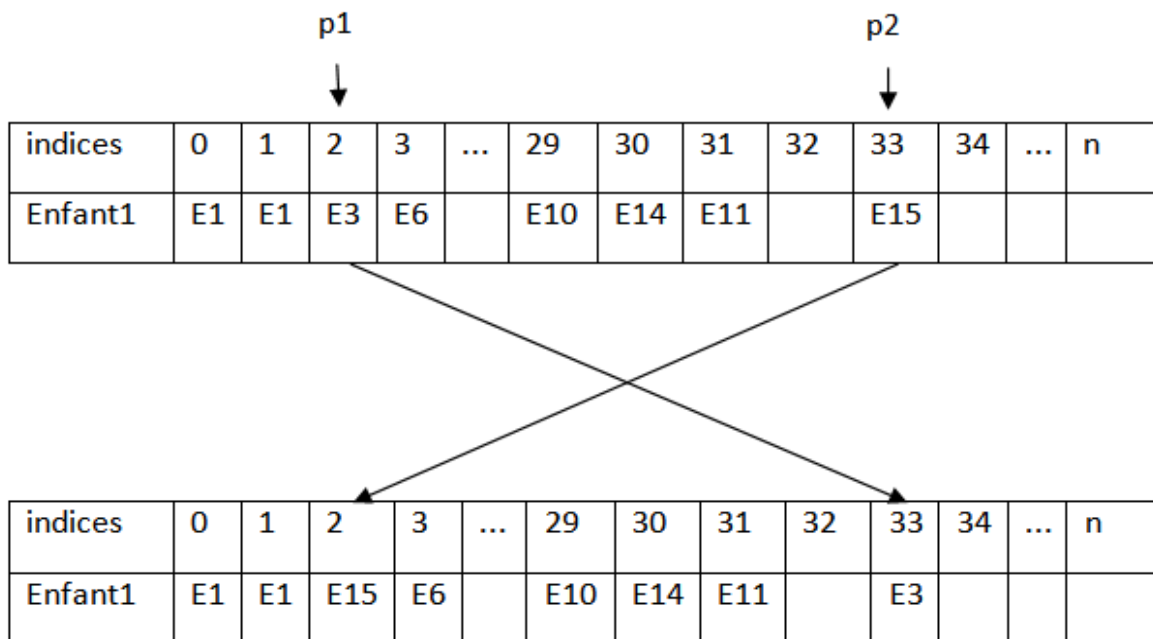 p1 p2
indices 0 1 2 3 ... 29 30 31 32 33 34 ... n
Enfant1 E1 E1 E3 E6 E10 E14 E11 E15
indices 0 1 2 3 ... 29 30 31 32 33 34 ... n
Enfant1 E1 E1 E15 E6 E10 E14 E11 E3